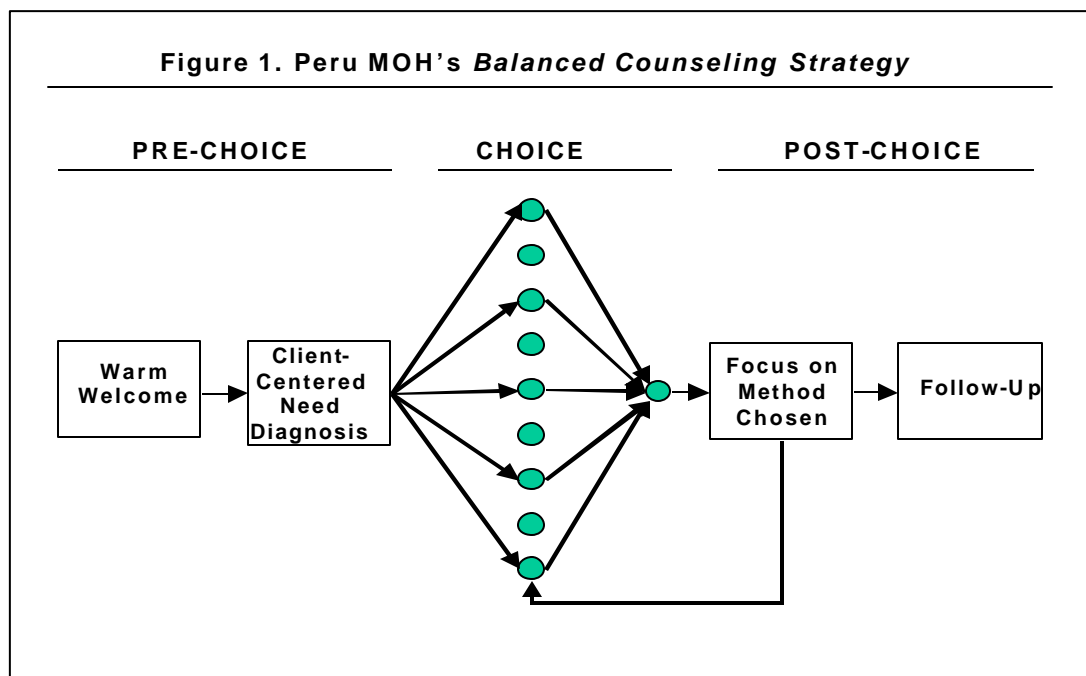 Figure 1. Peru MOH's Balanced Counseling Strategy
PRE-CHOICE
CHOICE
POST-CHOICE
Warm
Welcome
Client-
Centered
Need
Diagnosis
Focus on
Method
Chosen
Follow-Up